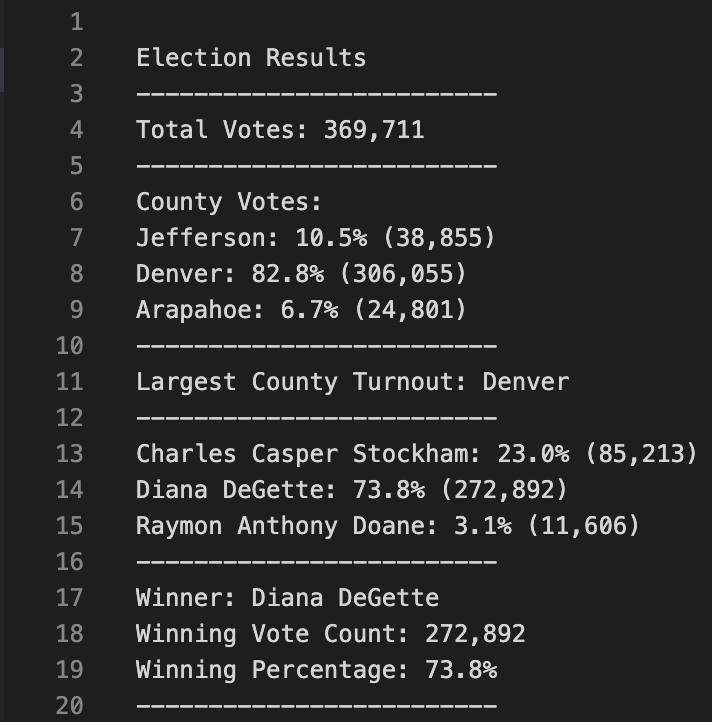 1
2 Election Results
3 -------------------------
4 Total Votes: 369,711
5 -------------------------
6 County Votes:
7 Jefferson: 10.5% (38,855)
8 Denver: 82.8% (306,055)
9 Arapahoe: 6.7% (24,801)
10 -------------------------
11 Largest County Turnout: Denver
12 -------------------------
13 Charles Casper Stockham: 23.0% (85,213)
14 Diana DeGette: 73.8% (272,892)
15 Raymon Anthony Doane: 3.1% (11,606)
16 -------------------------
17 Winner: Diana DeGette
18 Winning Vote Count: 272,892
19 Winning Percentage: 73.8%
20 -------------------------